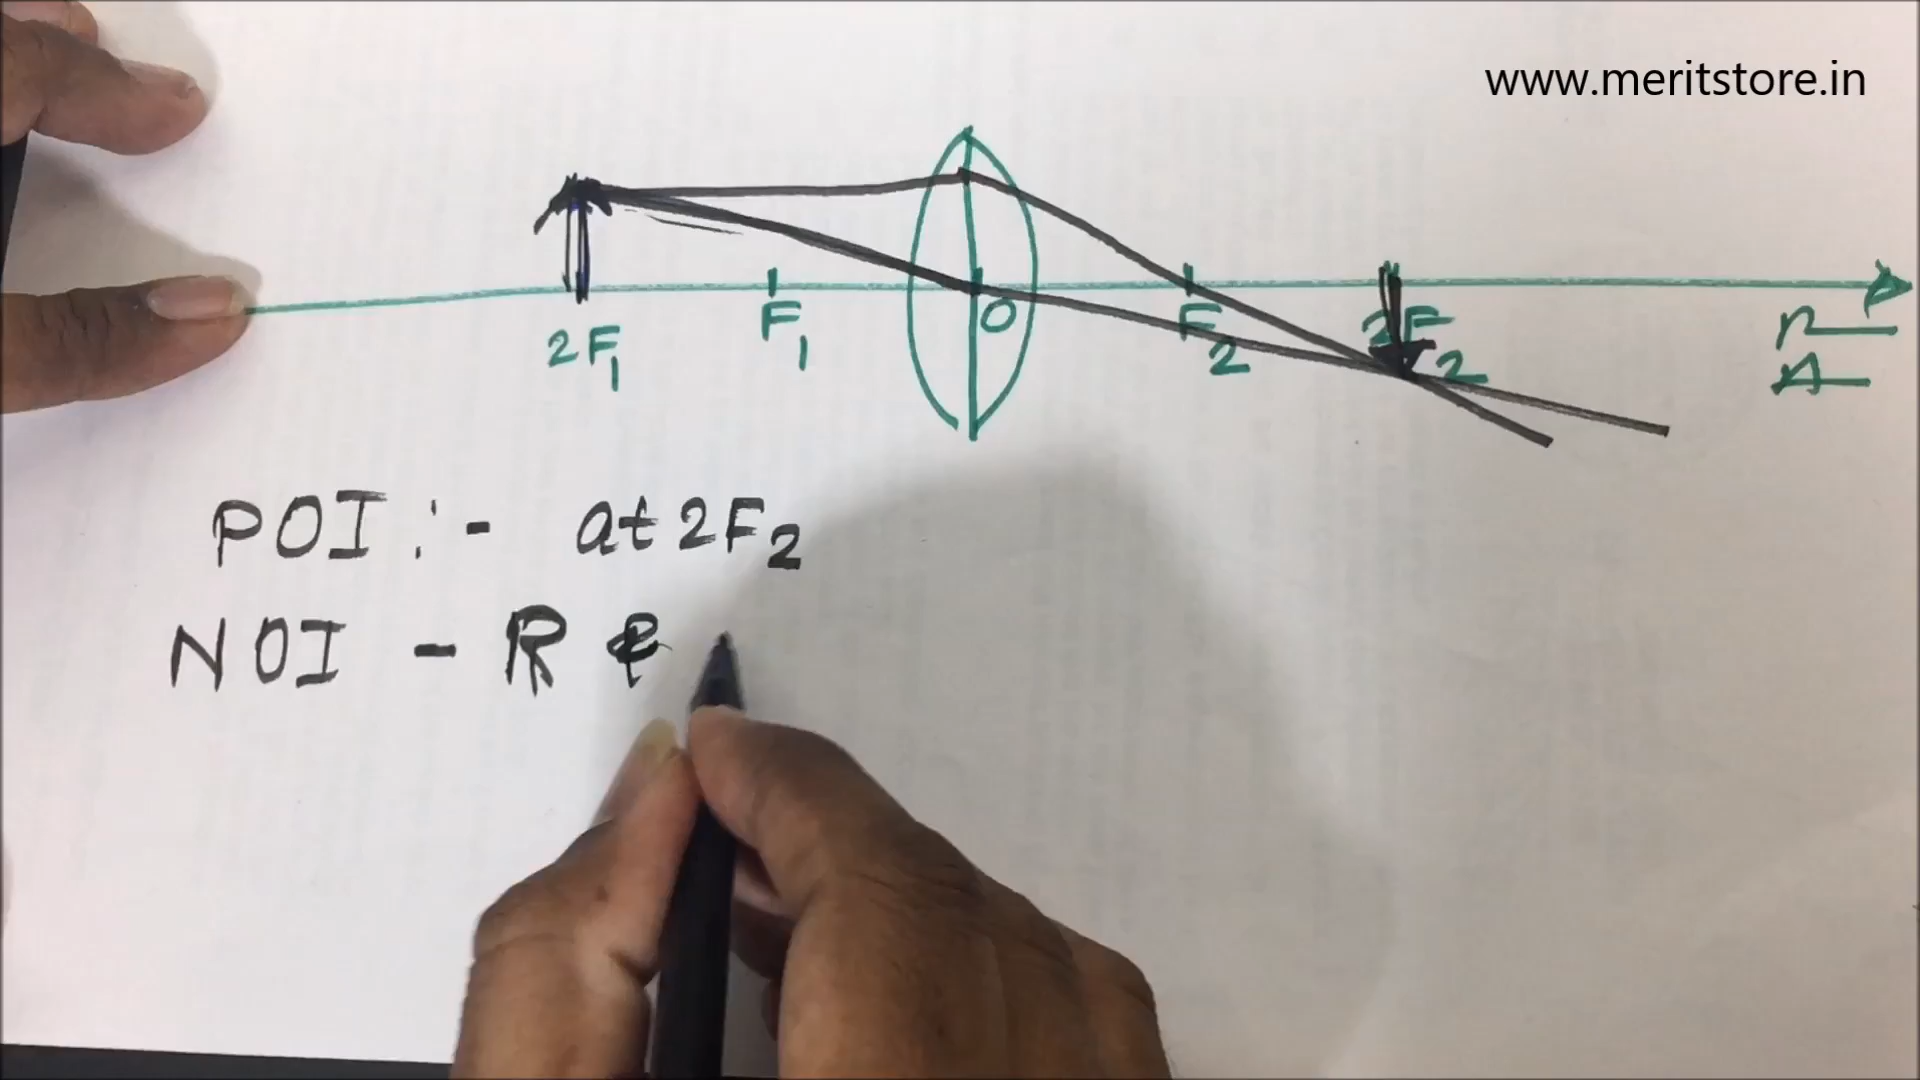 www.meritstore.in
2F1 F1 O F2 2F2
POI :- at 2F2
NOI - R &